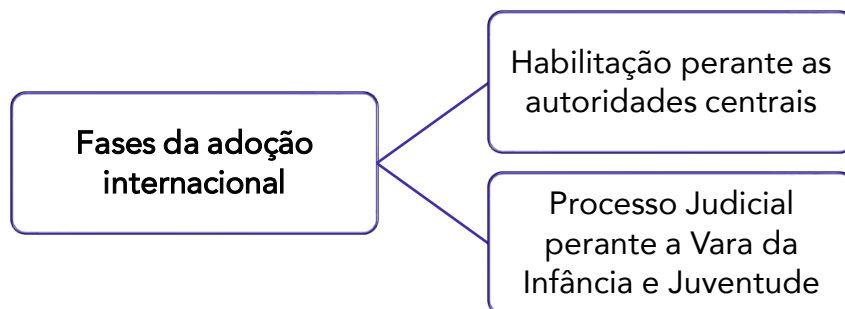 Fases da adoção
internacional
Habilitação perante as
autoridades centrais
Processo Judicial
perante a Vara da
Infância e Juventude